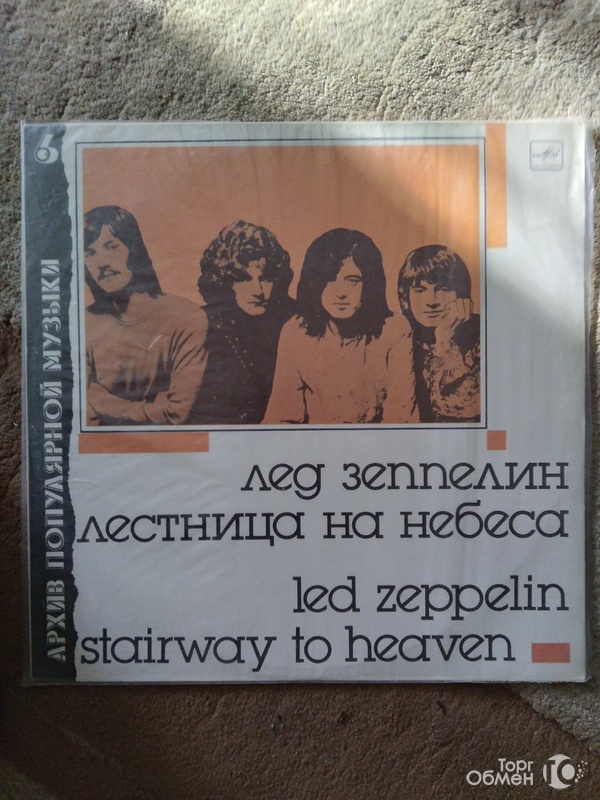 6
АРХИВ ПОПУЛЯРНОЙ МУЗЫКИ
лед зеппелин
лестница на небеса
led zeppelin
stairway to heaven
Торг
Обмен